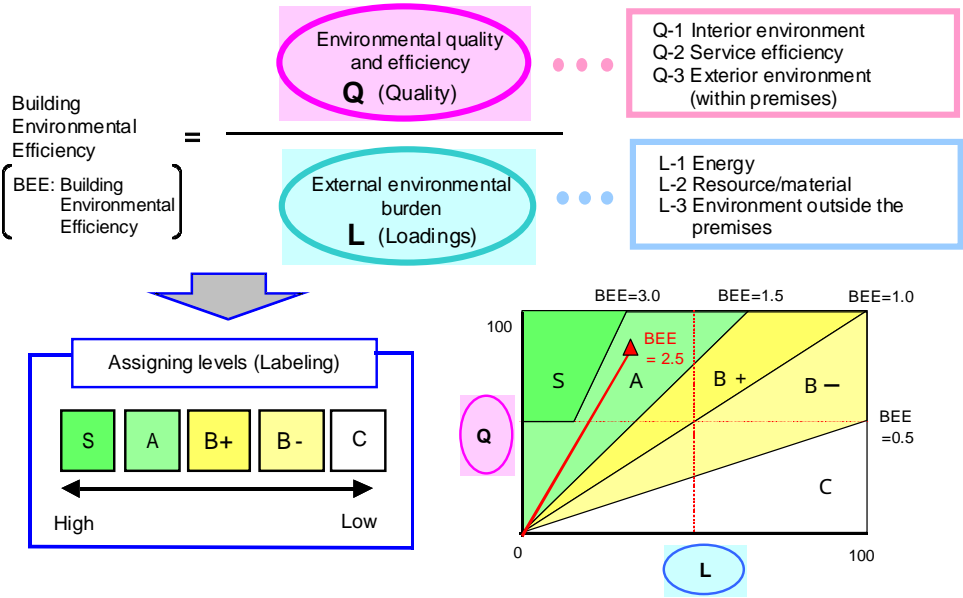 Building
Environmental
Efficiency
BEE: Building
Environmental
Efficiency
=
Environmental quality
and efficiency
Q (Quality)
External environmental
burden
L (Loadings)
Q-1 Interior environment
Q-2 Service efficiency
Q-3 Exterior environment
(within premises)
L-1 Energy
L-2 Resource/material
L-3 Environment outside the
premises
Assigning levels (Labeling)
S A B+ B- C
High Low
BEE=3.0 BEE=1.5 BEE=1.0
100
BEE
= 2.5
S A B + B –
BEE
=0.5
Q
C
0 100
L